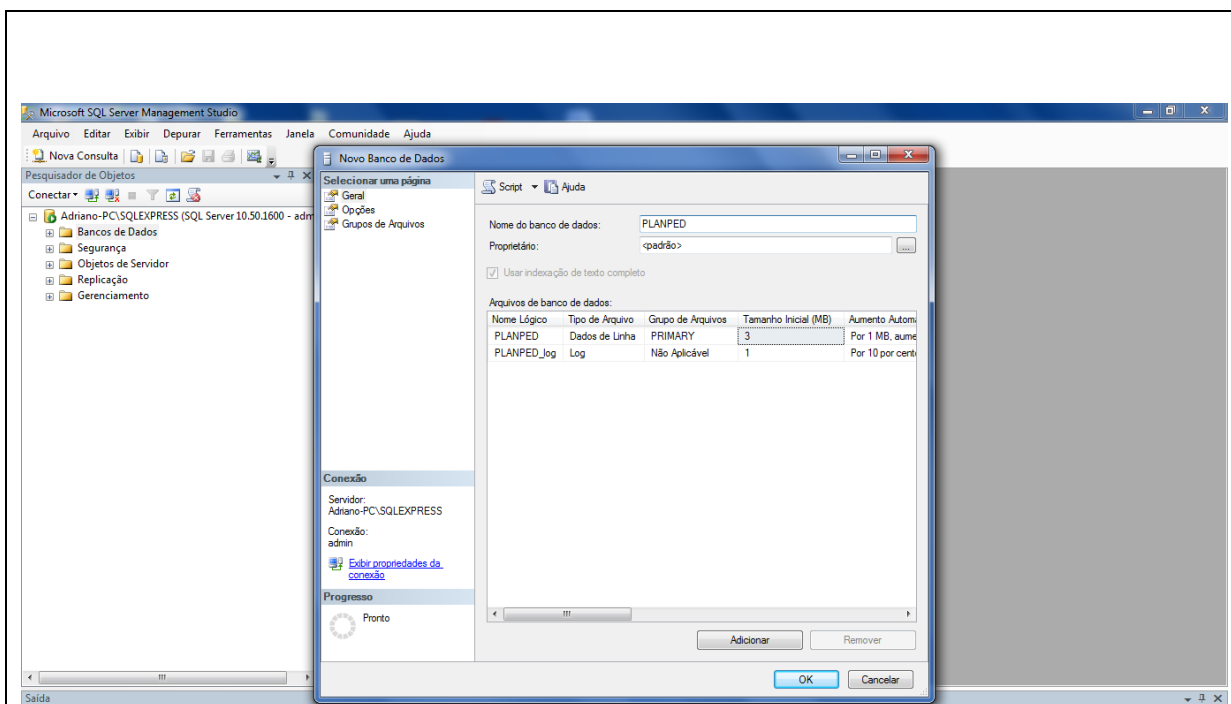 Microsoft SQL Server Management Studio
Arquivo Editar Exibir Depurar Ferramentas Janela Comunidade Ajuda
Nova Consulta
Pesquisador de Objetos
Conectar
Adriano-PC\SQLEXPRESS (SQL Server 10.50.1600 - adm
Bancos de Dados
Segurança
Objetos de Servidor
Replicação
Gerenciamento
Novo Banco de Dados
Selecionar uma página
Geral
Opções
Grupos de Arquivos
Script Ajuda
Nome do banco de dados: PLANPED
Proprietário: <padrão>
...
Usar indexação de texto completo
Arquivos de banco de dados:
Nome Lógico Tipo de Arquivo Grupo de Arquivos Tamanho Inicial (MB) Aumento Autom
PLANPED Dados de Linha PRIMARY 3 Por 1 MB, aume
PLANPED_log Log Não Aplicável 1 Por 10 por cent
Conexão
Servidor:
Adriano-PC\SQLEXPRESS
Conexão:
admin
Exibir propriedades da
conexão
Progresso
Pronto
Adicionar Remover
OK Cancelar
Saída